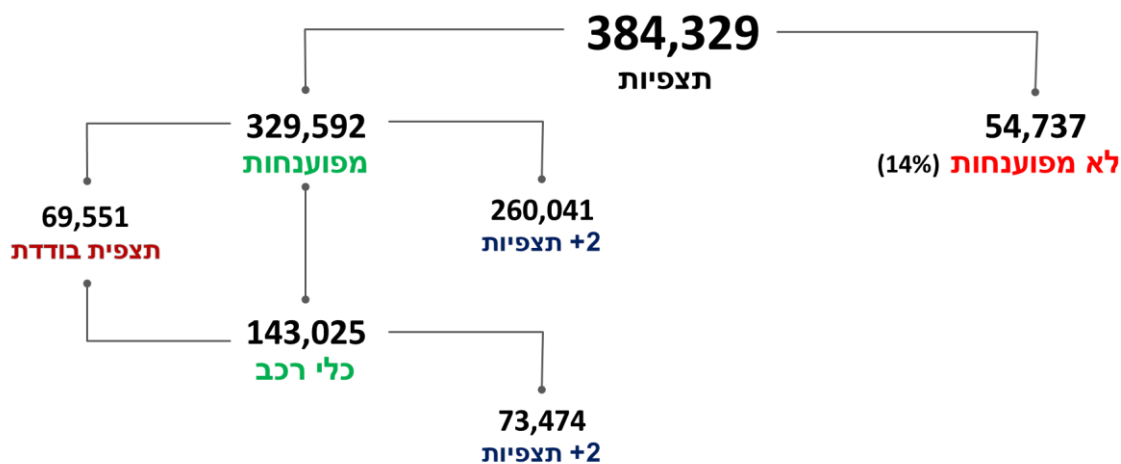 384,329
תצפיות
54,737
לא מפוענחות (14%)
329,592
מפוענחות
260,041
2+ תצפיות
69,551
תצפית בודדת
143,025
כלי רכב
73,474
2+ תצפיות